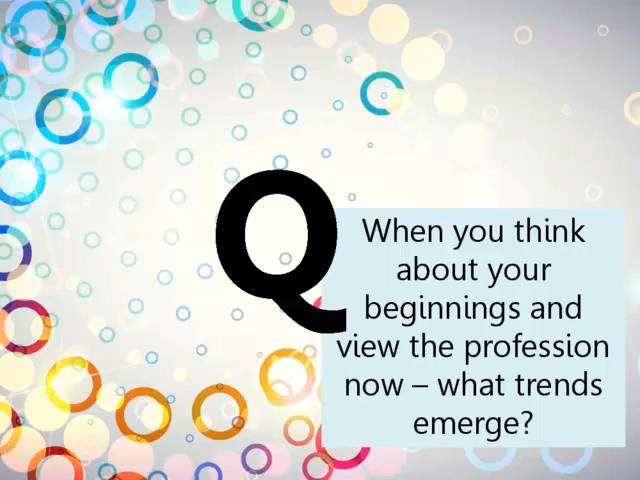 Q
When you think
about your
beginnings and
view the profession
now – what trends
emerge?